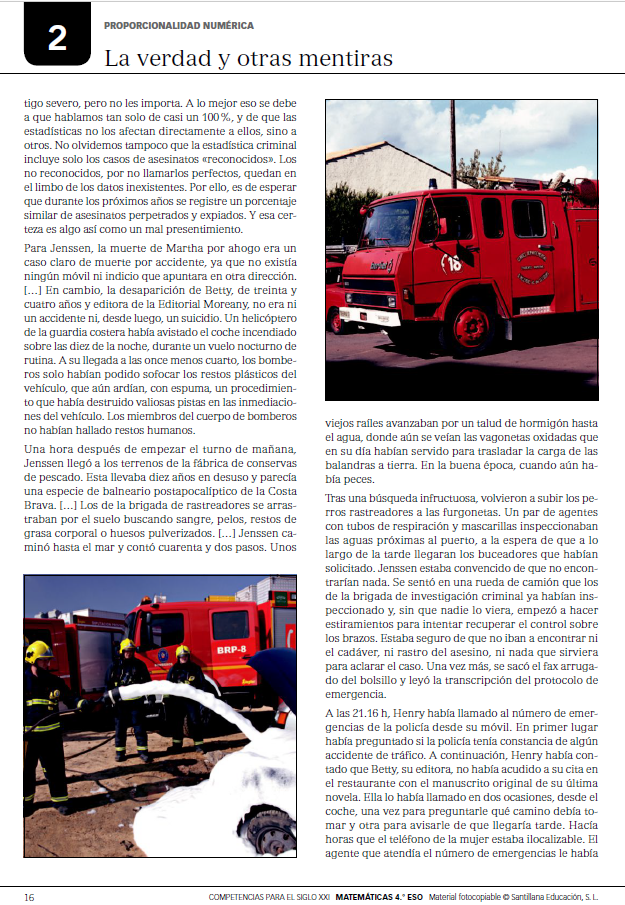 2
PROPORCIONALIDAD NUMÉRICA
La verdad y otras mentiras
tigo severo, pero no les importa. A lo mejor eso se debe
a que hablamos tan solo de casi un 100 %, y de que las
estadísticas no los afectan directamente a ellos, sino a
otros. No olvidemos tampoco que la estadística criminal
incluye solo los casos de asesinatos «reconocidos». Los
no reconocidos, por no llamarlos perfectos, quedan en
el limbo de los datos inexistentes. Por ello, es de esperar
que durante los próximos años se registre un porcentaje
similar de asesinatos perpetrados y expiados. Y esa cer-
teza es algo así como un mal presentimiento.
Para Jenssen, la muerte de Martha por ahogo era un
caso claro de muerte por accidente, ya que no existía
ningún móvil ni indicio que apuntara en otra dirección.
[…] En cambio, la desaparición de Betty, de treinta y
cuatro años y editora de la Editorial Moreany, no era ni
un accidente ni, desde luego, un suicidio. Un helicóptero
de la guardia costera había avistado el coche incendiado
sobre las diez de la noche, durante un vuelo nocturno de
rutina. A su llegada a las once menos cuarto, los bombe-
ros solo habían podido sofocar los restos plásticos del
vehículo, que aún ardían, con espuma, un procedimien-
to que había destruido valiosas pistas en las inmediacio-
nes del vehículo. Los miembros del cuerpo de bomberos
no habían hallado restos humanos.
Una hora después de empezar el turno de mañana,
Jenssen llegó a los terrenos de la fábrica de conservas
de pescado. Esta llevaba diez años en desuso y parecía
una especie de balneario postapocalíptico de la Costa
Brava. […] Los de la brigada de rastreadores se arras-
traban por el suelo buscando sangre, pelos, restos de
grasa corporal o huesos pulverizados. […] Jenssen ca-
minó hasta el mar y contó cuarenta y dos pasos. Unos
BRP-8
18
viejos raíles avanzaban por un talud de hormigón hasta
el agua, donde aún se veían las vagonetas oxidadas que
en su día habían servido para trasladar la carga de las
balandras a tierra. En la buena época, cuando aún ha-
bía peces.
Tras una búsqueda infructuosa, volvieron a subir los pe-
rros rastreadores a las furgonetas. Un par de agentes
con tubos de respiración y mascarillas inspeccionaban
las aguas próximas al puerto, a la espera de que a lo
largo de la tarde llegaran los buceadores que habían
solicitado. Jenssen estaba convencido de que no encon-
trarían nada. Se sentó en una rueda de camión que los
de la brigada de investigación criminal ya habían ins-
peccionado y, sin que nadie lo viera, empezó a hacer
estiramientos para intentar recuperar el control sobre
los brazos. Estaba seguro de que no iban a encontrar ni
el cadáver, ni rastro del asesino, ni nada que sirviera
para aclarar el caso. Una vez más, se sacó el fax arruga-
do del bolsillo y leyó la transcripción del protocolo de
emergencia.
A las 21.16 h, Henry había llamado al número de emer-
gencias de la policía desde su móvil. En primer lugar
había preguntado si la policía tenía constancia de algún
accidente de tráfico. A continuación, Henry había con-
tado que Betty, su editora, no había acudido a su cita en
el restaurante con el manuscrito original de su última
novela. Ella lo había llamado en dos ocasiones, desde el
coche, una vez para preguntarle qué camino debía to-
mar y otra para avisarle de que llegaría tarde. Hacía
horas que el teléfono de la mujer estaba ilocalizable. El
agente que atendía el número de emergencias le había
16
COMPETENCIAS PARA EL SIGLO XXI MATEMÁTICAS 4.° ESO Material fotocopiable © Santillana Educación, S. L.